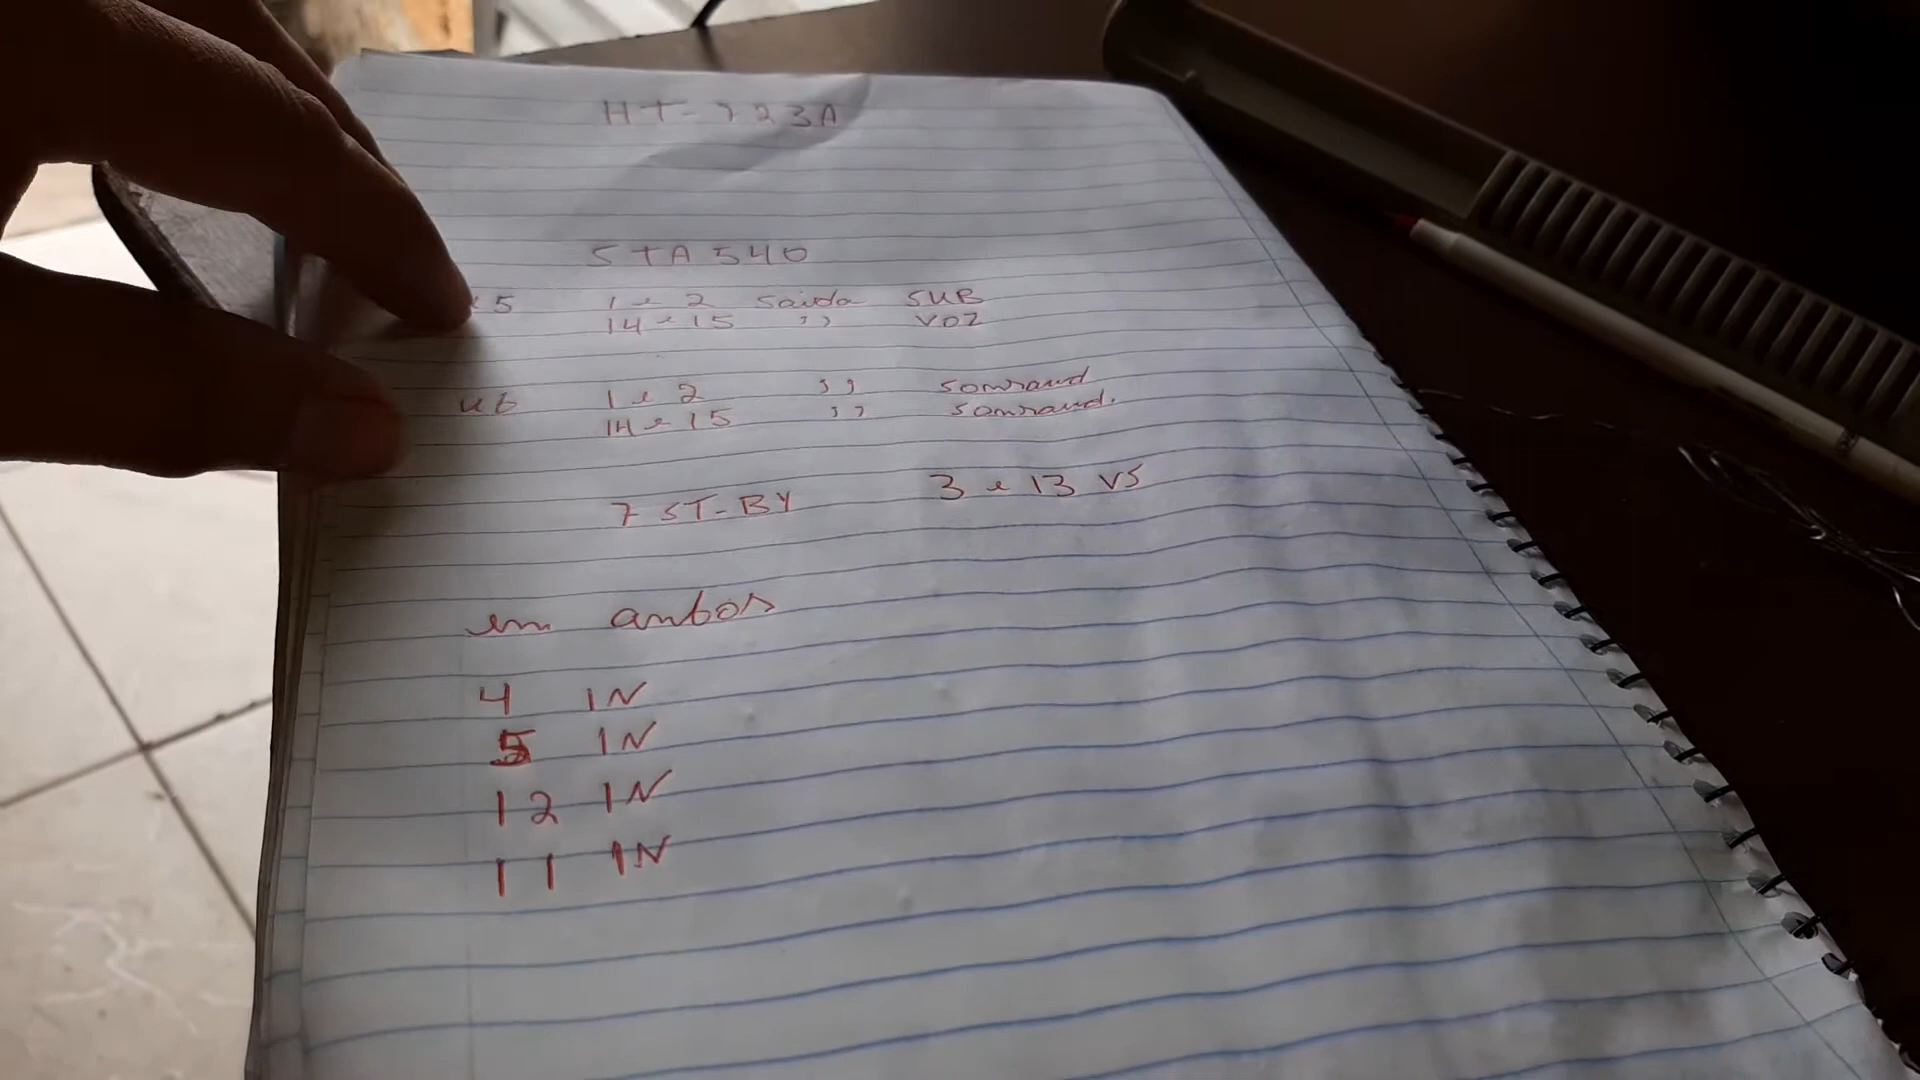 HT-723A
STA540
5 1 e 2 Saida SUB
14 e 15 " VOZ
U6 1 e 2 " somraund
14 e 15 " somraund.
7 ST-BY 3 e 13 VS
em ambos
4 IN
5 IN
12 IN
11 IN